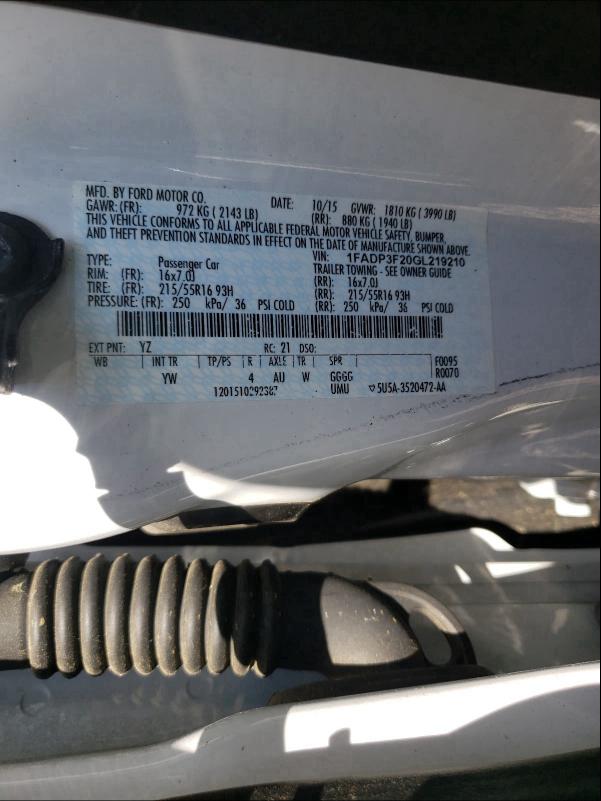 MFD. BY FORD MOTOR CO. DATE: 10/15 GVWR: 1810 KG ( 3990 LB)
GAWR: (FR): 972 KG ( 2143 LB) (RR): 880 KG ( 1940 LB)
THIS VEHICLE CONFORMS TO ALL APPLICABLE FEDERAL MOTOR VEHICLE SAFETY, BUMPER,
AND THEFT PREVENTION STANDARDS IN EFFECT ON THE DATE OF MANUFACTURE SHOWN ABOVE.
VIN: 1FADP3F20GL219210
TYPE: Passenger Car TRAILER TOWING - SEE OWNER GUIDE
RIM: (FR): 16x7.0J (RR): 16x7.0J
TIRE: (FR): 215/55R16 93H (RR): 215/55R16 93H
PRESSURE: (FR): 250 kPa/ 36 PSI COLD (RR): 250 kPa/ 36 PSI COLD
EXT PNT: YZ RC: 21 DSO:
WB INT TR TP/PS R AXLE TR SPR F0095
YW 4 AU W GGGG R0070
UMU 5U5A-3520472-AA